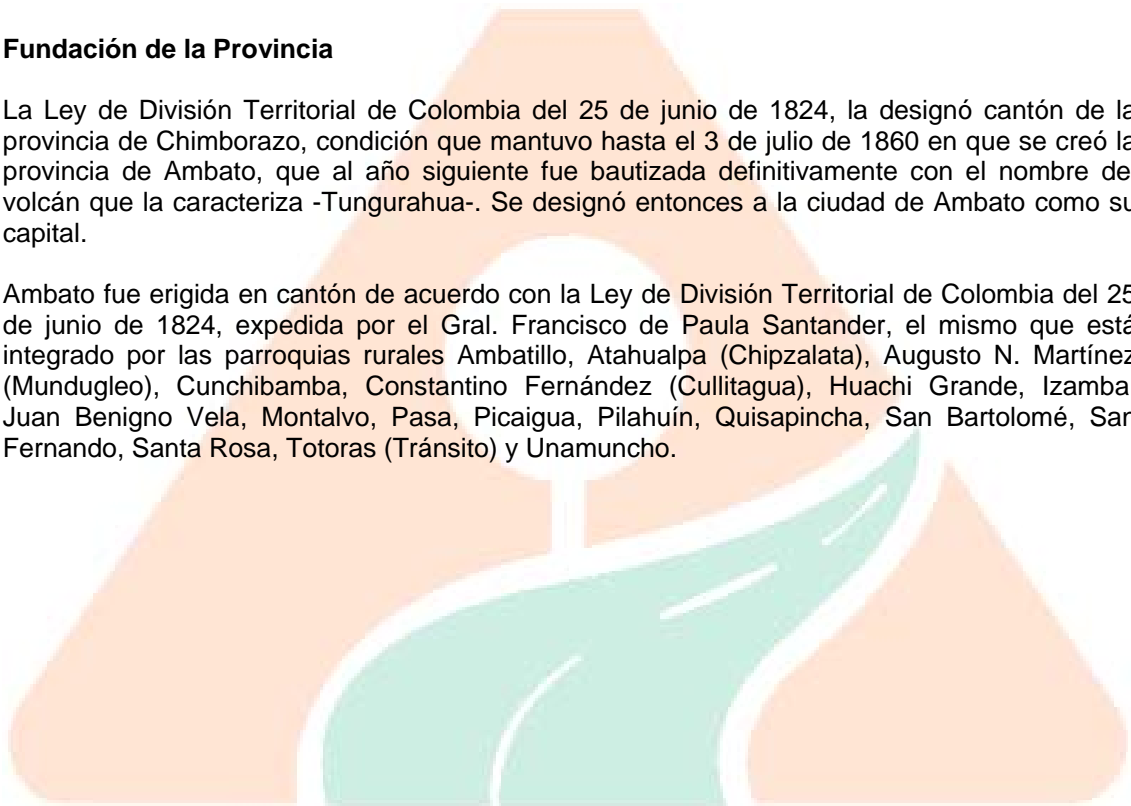 Fundación de la Provincia
La Ley de División Territorial de Colombia del 25 de junio de 1824, la designó cantón de la
provincia de Chimborazo, condición que mantuvo hasta el 3 de julio de 1860 en que se creó la
provincia de Ambato, que al año siguiente fue bautizada definitivamente con el nombre de
volcán que la caracteriza -Tungurahua-. Se designó entonces a la ciudad de Ambato como su
capital.
Ambato fue erigida en cantón de acuerdo con la Ley de División Territorial de Colombia del 25
de junio de 1824, expedida por el Gral. Francisco de Paula Santander, el mismo que está
integrado por las parroquias rurales Ambatillo, Atahualpa (Chipzalata), Augusto N. Martínez
(Mundugleo), Cunchibamba, Constantino Fernández (Cullitagua), Huachi Grande, Izamba
Juan Benigno Vela, Montalvo, Pasa, Picaigua, Pilahuín, Quisapincha, San Bartolomé, San
Fernando, Santa Rosa, Totoras (Tránsito) y Unamuncho.